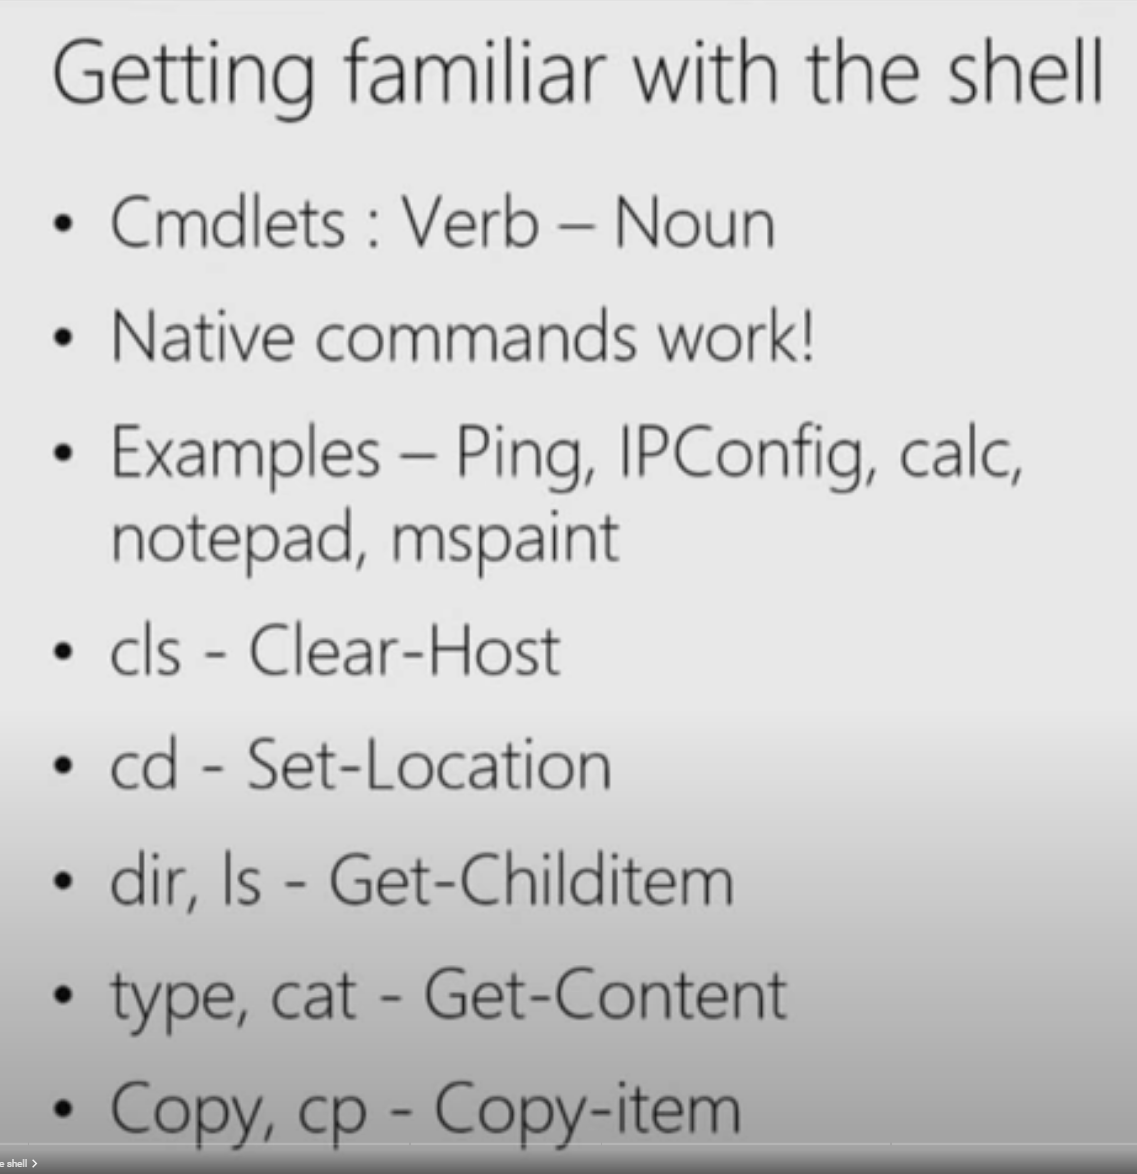 Getting familiar with the shell
• Cmdlets : Verb – Noun
• Native commands work!
• Examples – Ping, IPConfig, calc,
notepad, mspaint
• cls - Clear-Host
• cd - Set-Location
• dir, ls - Get-Childitem
• type, cat - Get-Content
• Copy, cp - Copy-item
e shell >